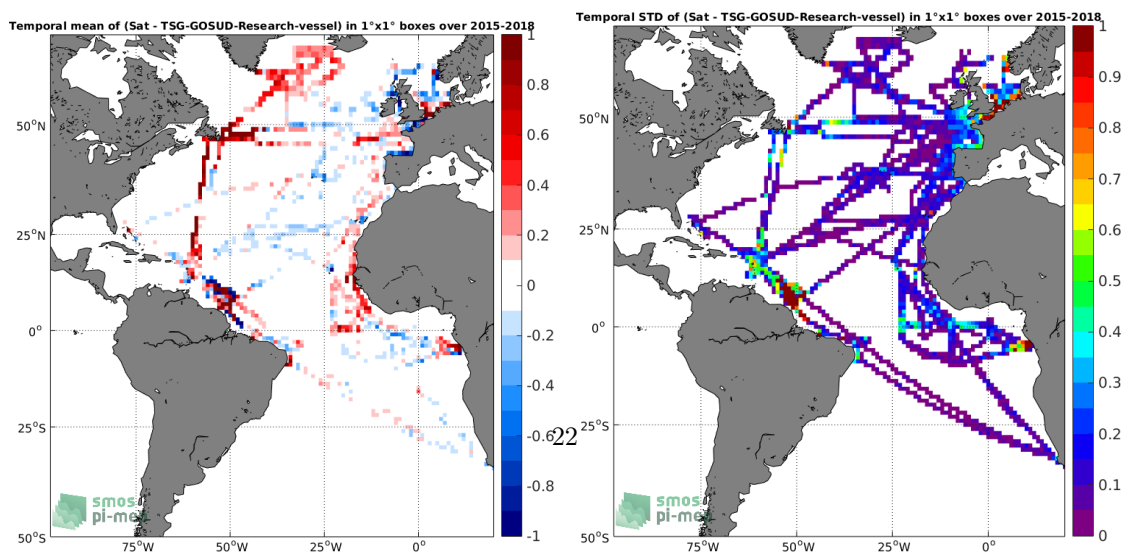 Temporal mean of (Sat - TSG-GOSUD-Research-vessel) in 1°x1° boxes over 2015-2018
1
0.8
0.6
0.4
0.2
0
-0.2
-0.4
-0.6
-0.8
-1
50°N
25°N
0°
25°S
50°S
75°W
50°W
25°W
0°
smos
pi-me
22
Temporal STD of (Sat - TSG-GOSUD-Research-vessel) in 1°x1° boxes over 2015-2018
1
0.9
0.8
0.7
0.6
0.5
0.4
0.3
0.2
0.1
0
50°N
25°N
0°
25°S
50°S
75°W
50°W
25°W
0°
smos
pi-me